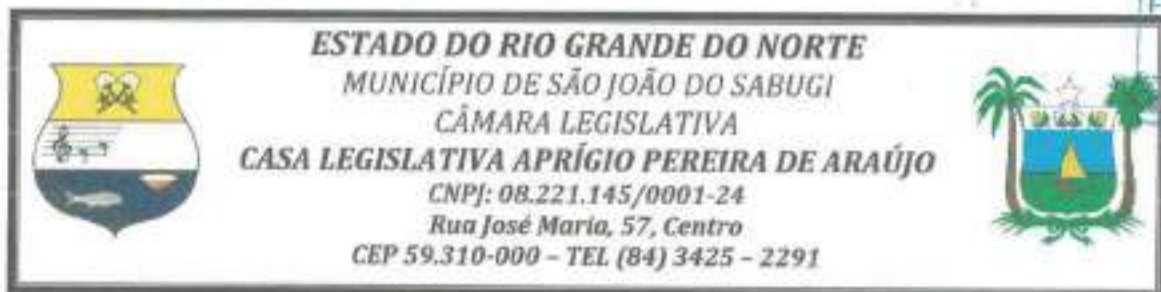 ESTADO DO RIO GRANDE DO NORTE
MUNICÍPIO DE SÃO JOÃO DO SABUGI
CÂMARA LEGISLATIVA
CASA LEGISLATIVA APRÍGIO PEREIRA DE ARAÚJO
CNPJ: 08.221.145/0001-24
Rua José Maria, 57, Centro
CEP 59.310-000 – TEL (84) 3425 – 2291